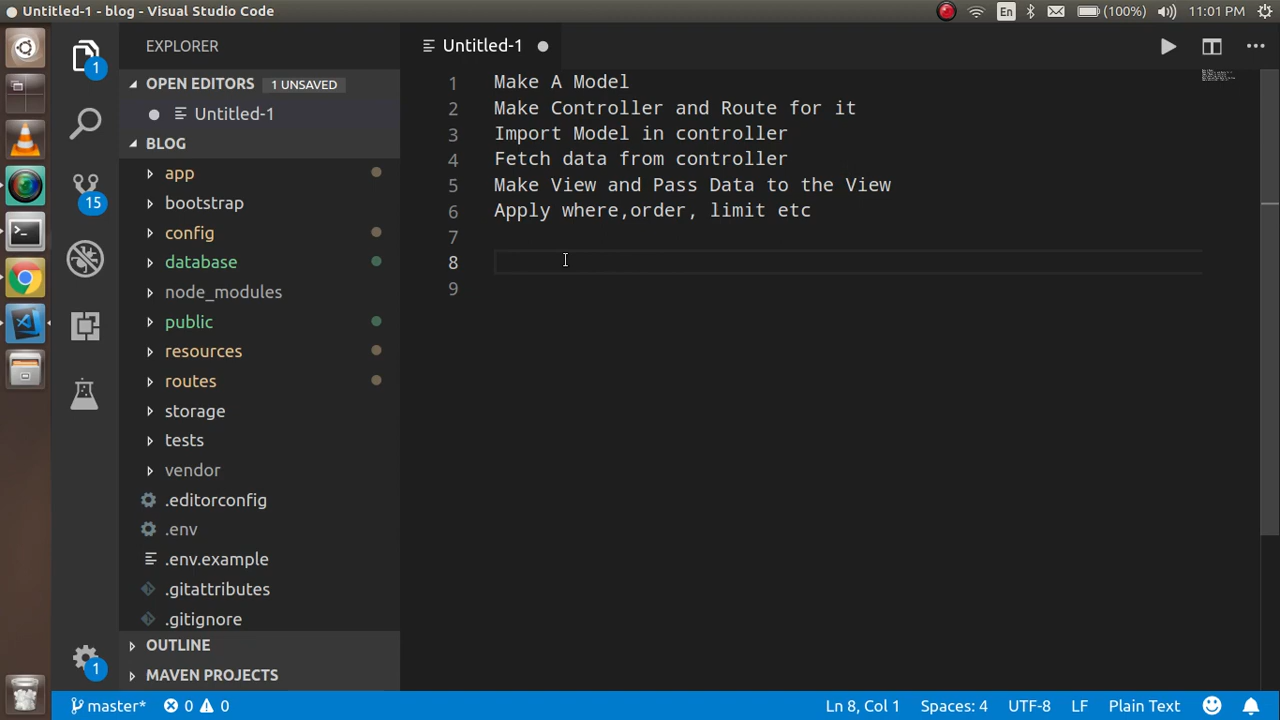 Untitled-1 - blog - Visual Studio Code
En
(100%)
11:01 PM
EXPLORER
OPEN EDITORS 1 UNSAVED
Untitled-1
BLOG
app
bootstrap
config
database
node_modules
public
resources
routes
storage
tests
vendor
.editorconfig
.env
.env.example
.gitattributes
.gitignore
OUTLINE
MAVEN PROJECTS
1
15
1
Untitled-1
1 Make A Model
2 Make Controller and Route for it
3 Import Model in controller
4 Fetch data from controller
5 Make View and Pass Data to the View
6 Apply where,order, limit etc
7
8
9
master* 0 0
Ln 8, Col 1 Spaces: 4 UTF-8 LF Plain Text